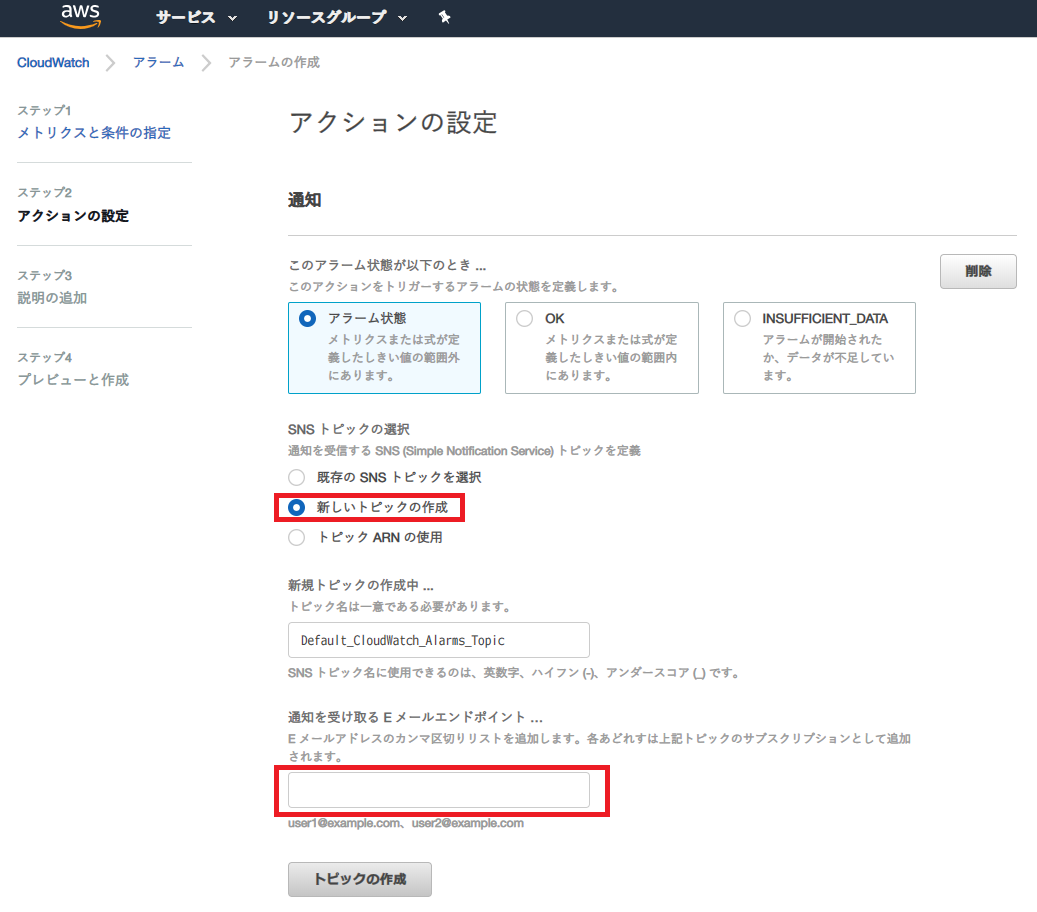 aws サービス リソースグループ
CloudWatch アラーム アラームの作成
ステップ1
メトリクスと条件の指定
ステップ2
アクションの設定
ステップ3
説明の追加
ステップ4
プレビューと作成
アクションの設定
通知
このアラーム状態が以下のとき ...
このアクションをトリガーするアラームの状態を定義します。
削除
アラーム状態
メトリクスまたは式が定
義したしきい値の範囲外
にあります。
OK
メトリクスまたは式が定
義したしきい値の範囲内
にあります。
INSUFFICIENT_DATA
アラームが開始された
か、データが不足してい
ます。
SNS トピックの選択
通知を受信する SNS (Simple Notification Service) トピックを定義
既存の SNS トピックを選択
新しいトピックの作成
トピック ARN の使用
新規トピックの作成中 ...
トピック名は一意である必要があります。
Default_CloudWatch_Alarms_Topic
SNS トピック名に使用できるのは、英数字、ハイフン (-)、アンダースコア (_) です。
通知を受け取る E メールエンドポイント ...
E メールアドレスのカンマ区切りリストを追加します。各あどれすは上記トピックのサブスクリプションとして追加
されます。
user1@example.com、user2@example.com
トピックの作成